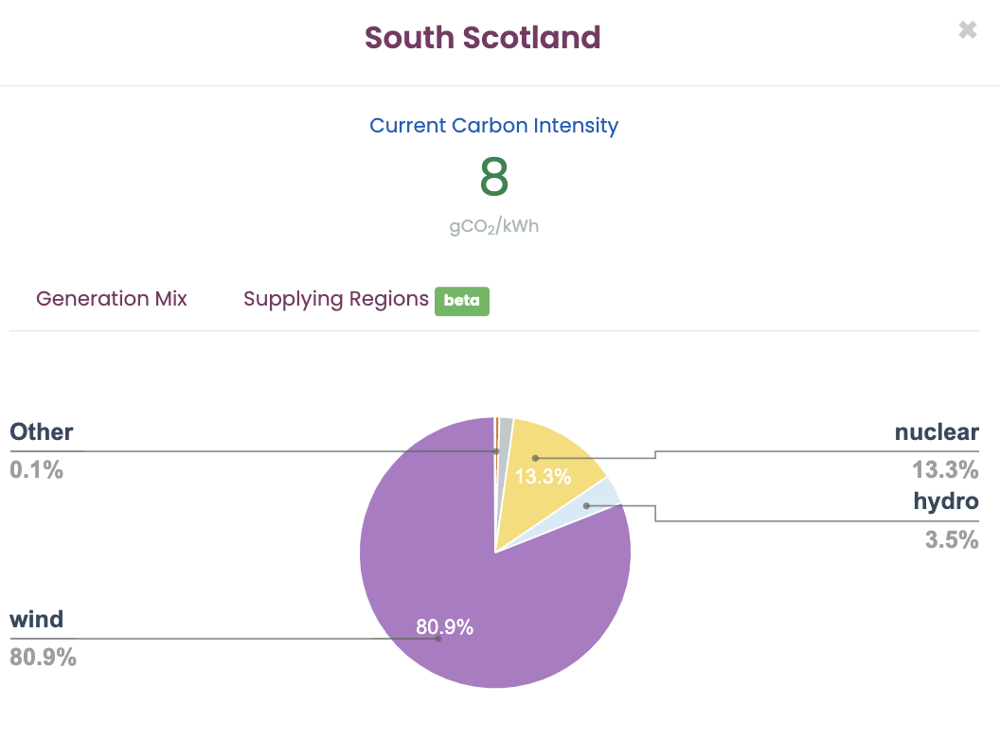 South Scotland
✖
Current Carbon Intensity
8
gCO₂/kWh
Generation Mix
Supplying Regions beta
Other
0.1%
nuclear
13.3%
13.3%
hydro
3.5%
wind
80.9%
80.9%